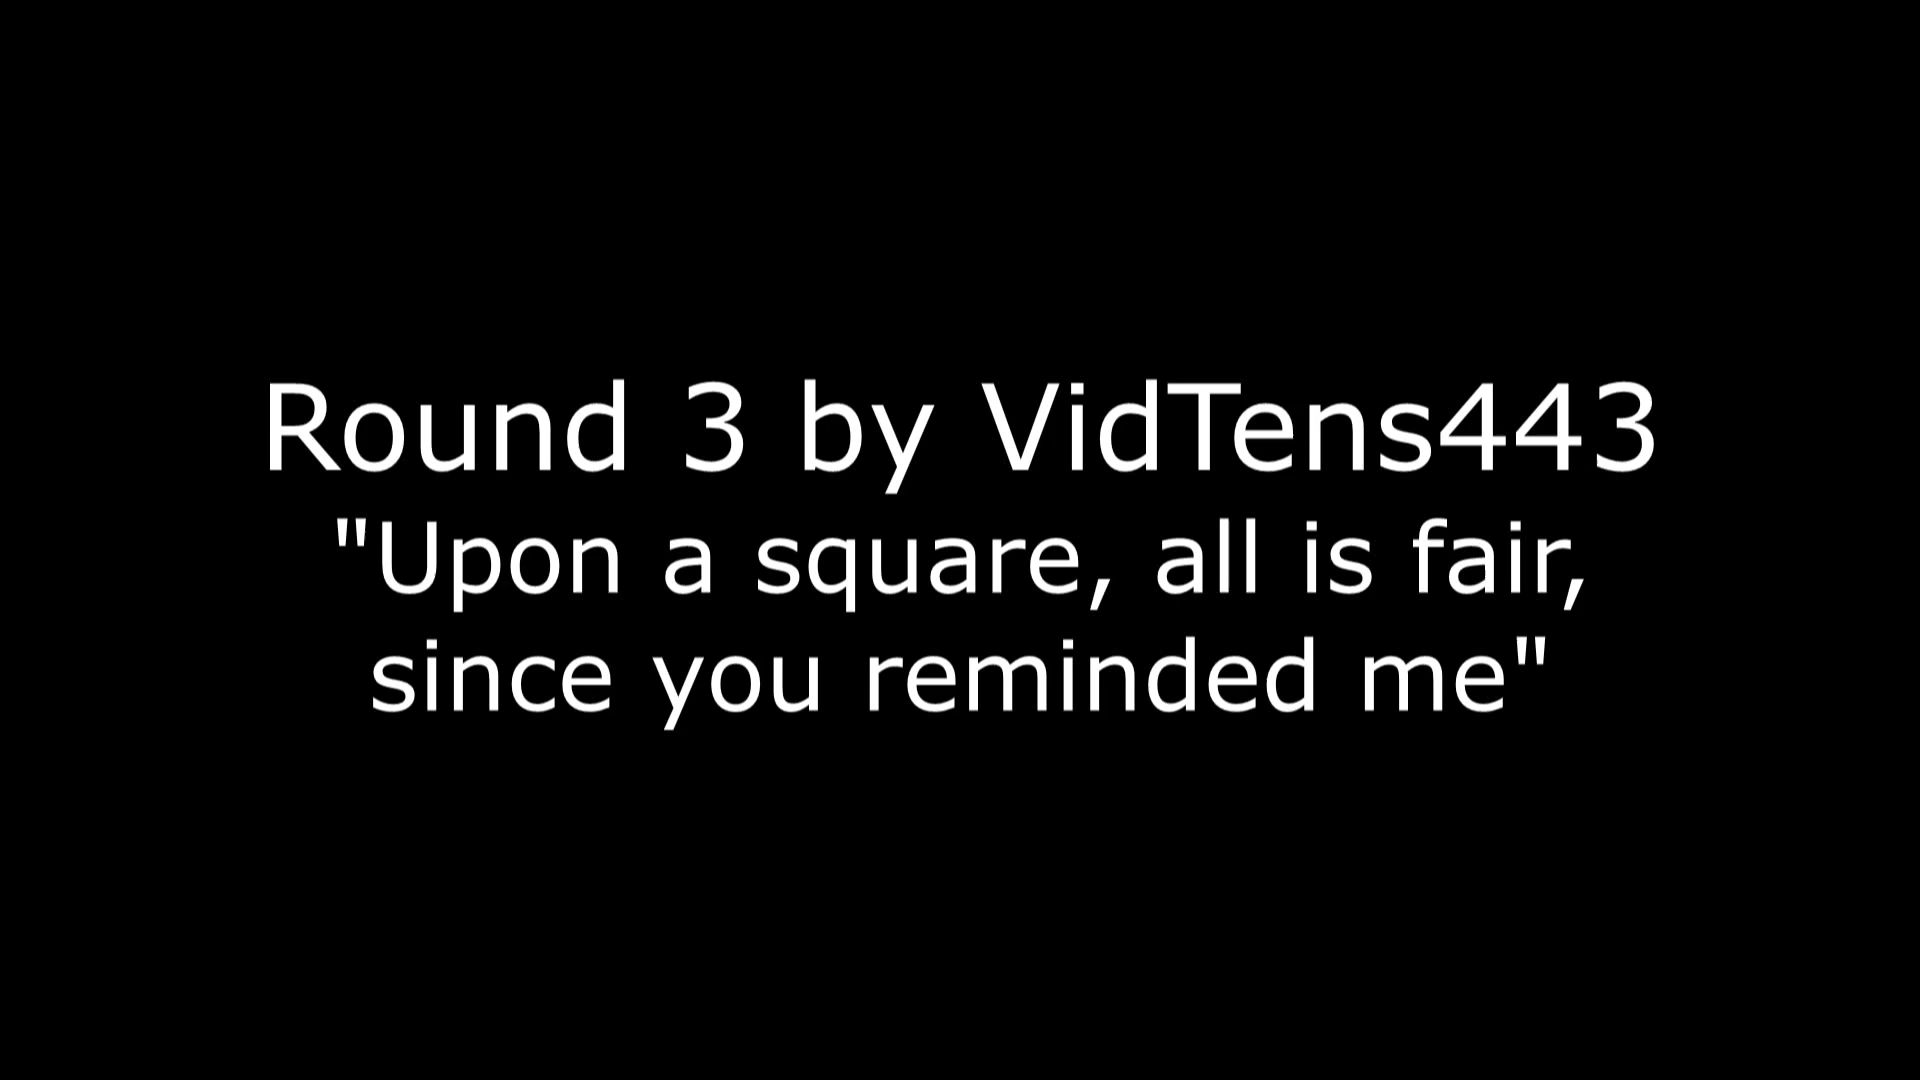 Round 3 by VidTens443
"Upon a square, all is fair,
since you reminded me"